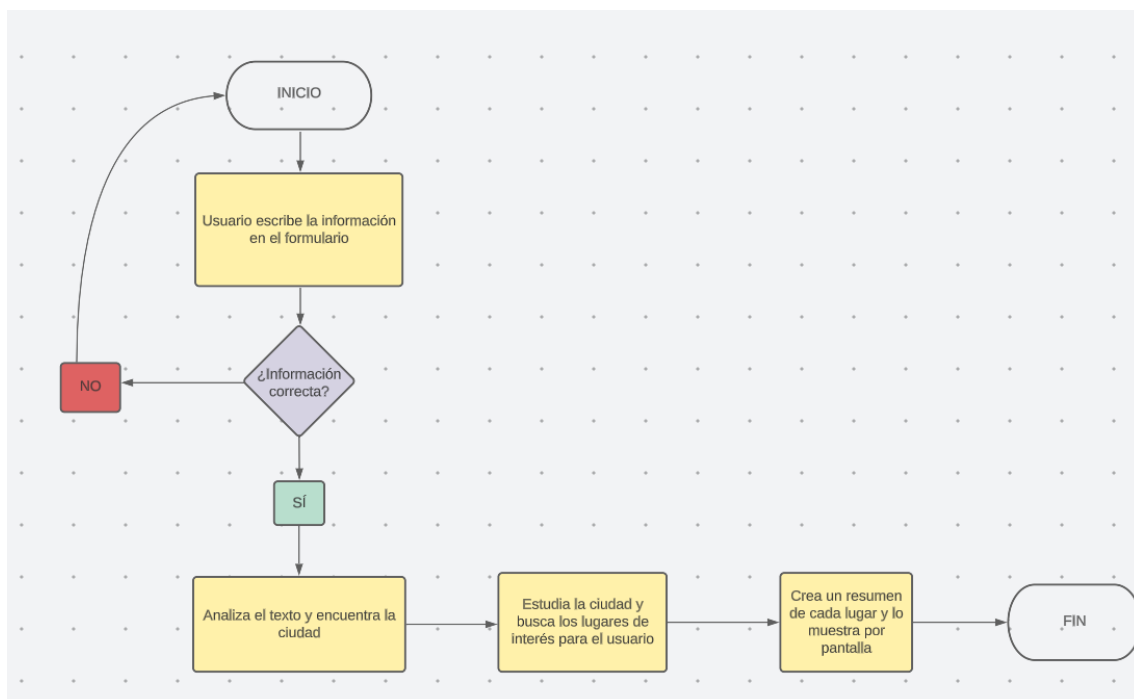 INICIO
Usuario escribe la información
en el formulario
¿Información
correcta?
NO
SÍ
Analiza el texto y encuentra la
ciudad
Estudia la ciudad y
busca los lugares de
interés para el usuario
Crea un resumen
de cada lugar y lo
muestra por
pantalla
FIN